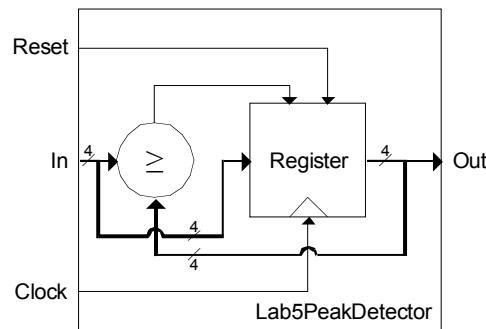 Reset
In
4
≥
Register
4
Out
4
4
Clock
Lab5PeakDetector